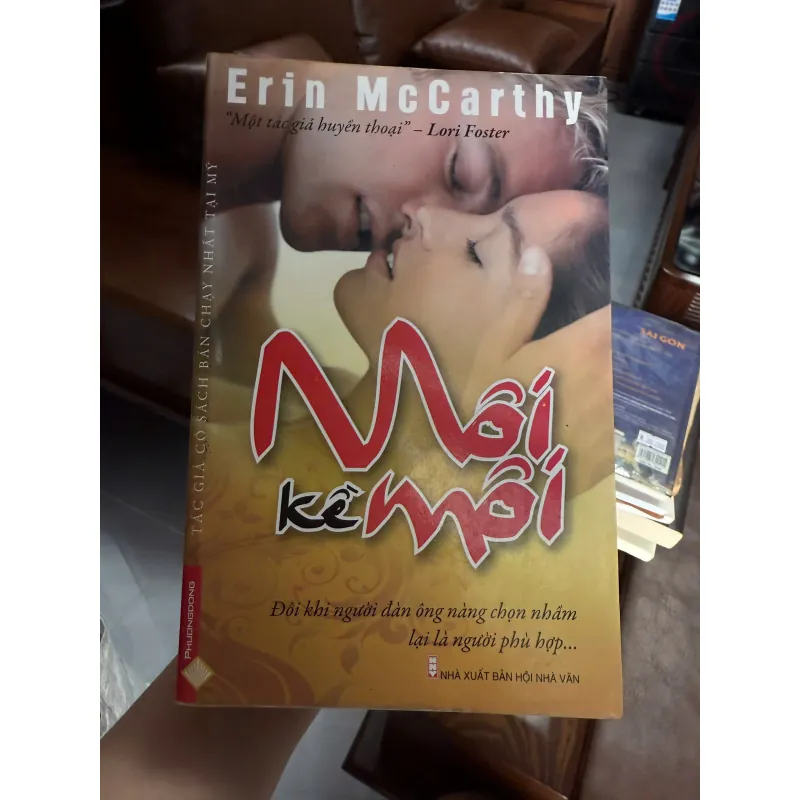 Erin McCarthy
“Một tác giả huyền thoại” – Lori Foster
TÁC GIẢ CÓ SÁCH BÁN CHẠY NHẤT TẠI MỸ
Môi
kề môi
Đôi khi người đàn ông nàng chọn nhầm
lại là người phù hợp...
NHÀ XUẤT BẢN HỘI NHÀ VĂN
PHUONGDONG
SAIGON